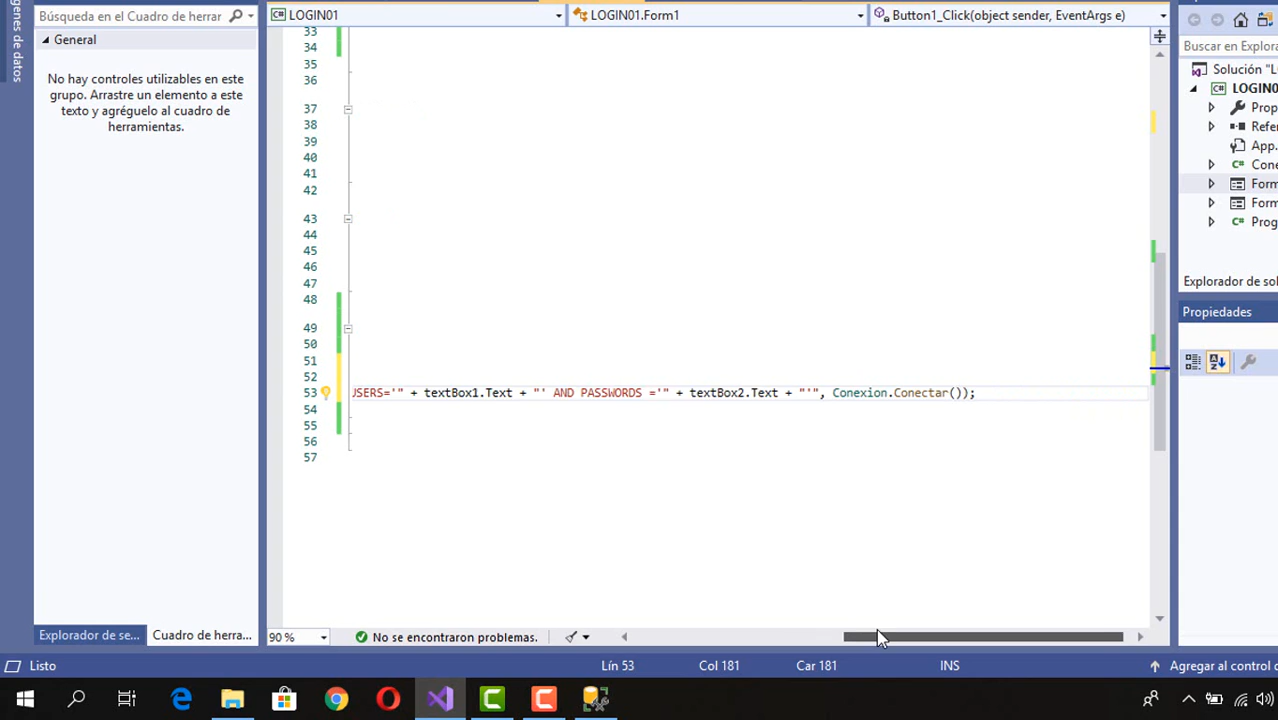 Búsqueda en el Cuadro de herrar
General
No hay controles utilizables en este
grupo. Arrastre un elemento a este
texto y agréguelo al cuadro de
herramientas.
Explorador de se...
Cuadro de herra...
LOGIN01
LOGIN01.Form1
Button1_Click(object sender, EventArgs e)
33
34
35
36
37
38
39
40
41
42
43
44
45
46
47
48
49
50
51
52
53 USERS='" + textBox1.Text + "' AND PASSWORDS ='" + textBox2.Text + "'", Conexion.Conectar());
54
55
56
57
90 %
No se encontraron problemas.
Buscar en Explora
Solución "L
C# LOGIN0
Prop
Refer
App.
C# Cone
Form
Form
C# Prog
Explorador de sol
Propiedades
Listo
Lín 53
Col 181
Car 181
INS
Agregar al control c